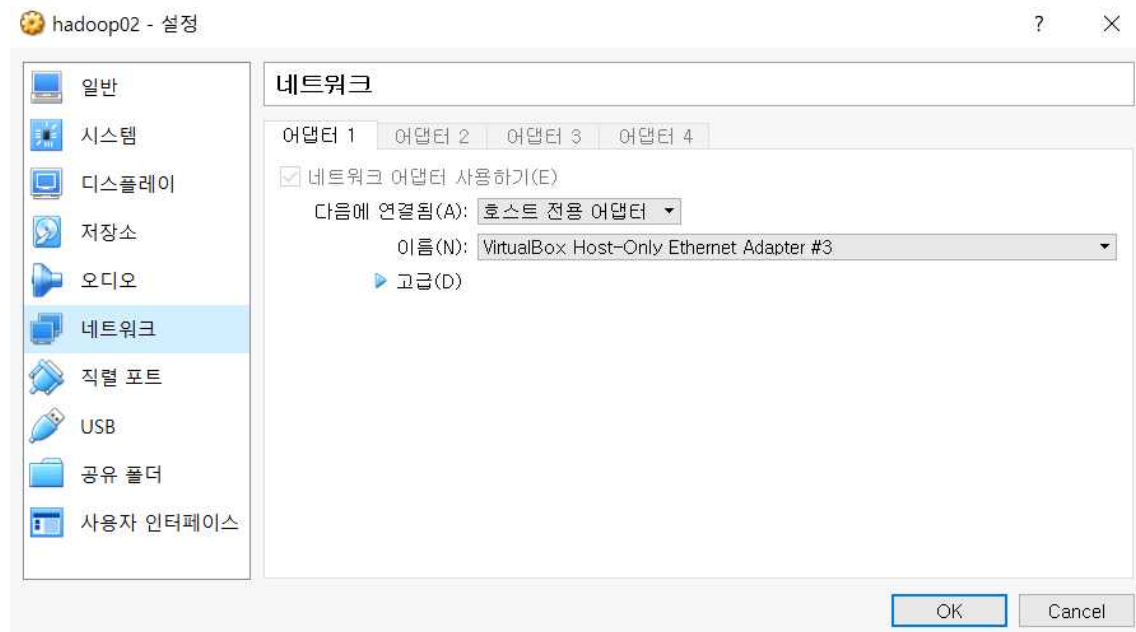 hadoop02 - 설정
?
일반
시스템
디스플레이
저장소
오디오
네트워크
직렬 포트
USB
공유 폴더
사용자 인터페이스
네트워크
어댑터 1 어댑터 2 어댑터 3 어댑터 4
네트워크 어댑터 사용하기(E)
다음에 연결됨(A): 호스트 전용 어댑터
이름(N): VirtualBox Host-Only Ethernet Adapter #3
고급(D)
OK Cancel